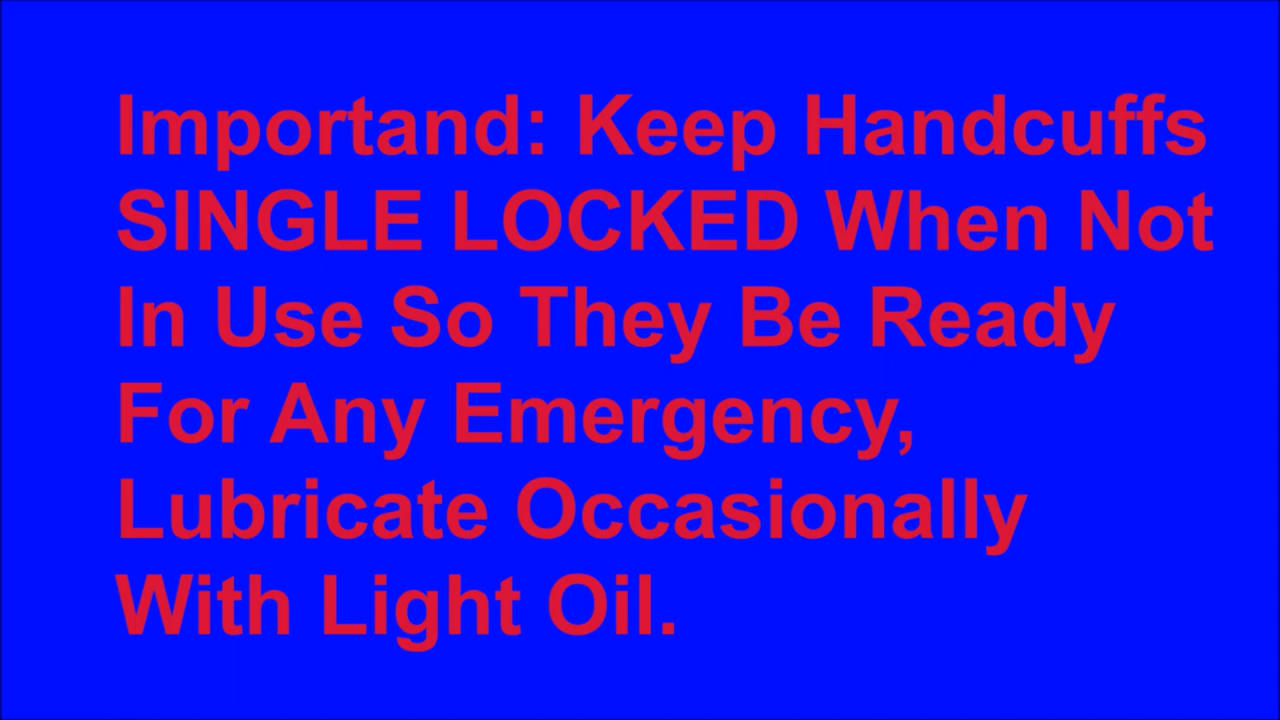 Importand: Keep Handcuffs
SINGLE LOCKED When Not
In Use So They Be Ready
For Any Emergency,
Lubricate Occasionally
With Light Oil.